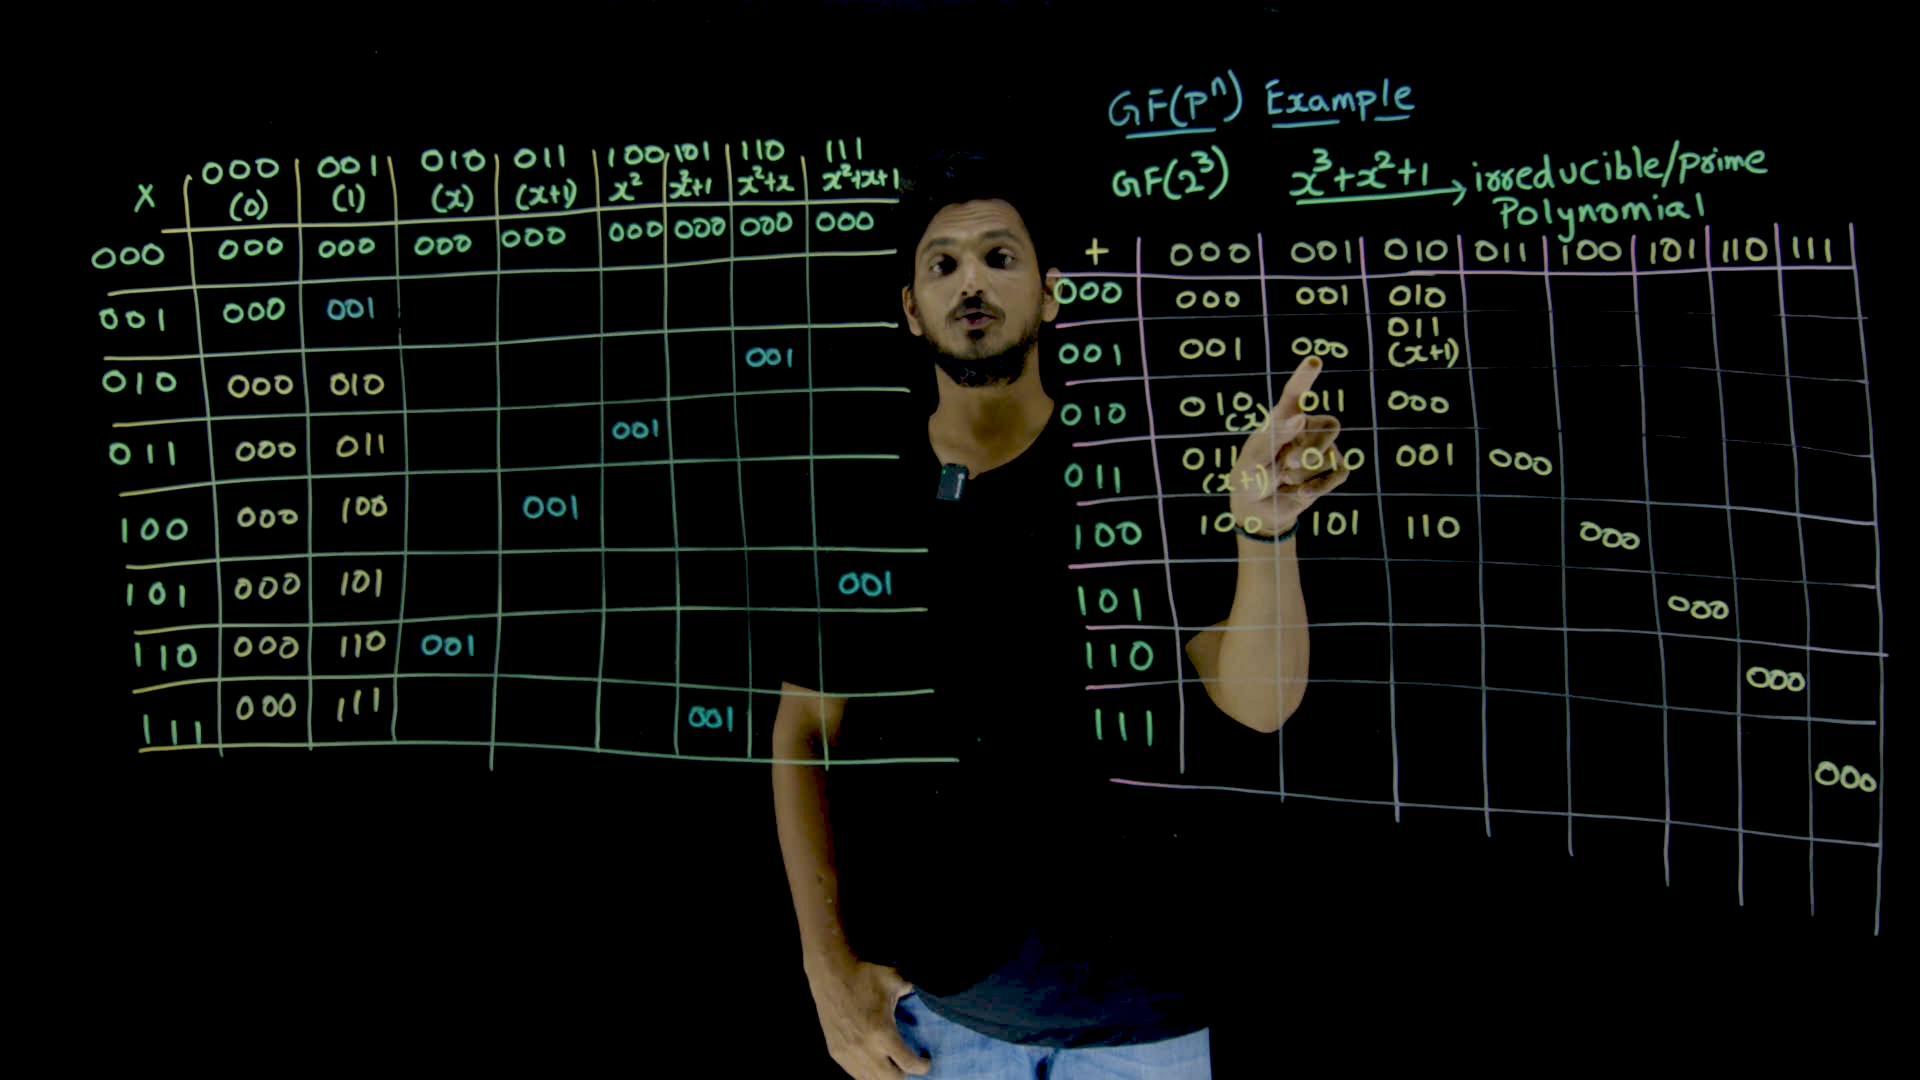 GF(pⁿ) Example
GF(2³) x³+x²+1 → irreducible/prime
Polynomial
X 000 001 010 011 100 101 110 111
(0) (1) (x) (x+1) x² x²+1 x²+x x²+x+1
000 000 000 000 000 000 000 000 000
001 000 001
010 000 010 001
011 000 011 001
100 000 100 001
101 000 101 001
110 000 110 001
111 000 111 001
+ 000 001 010 011 100 101 110 111
000 000 001 010
001 001 000 011
(x+1)
010 010 011 000
(x)
011 011 010 001 000
(x+1)
100 100 101 110 000
101 000
110 000
111 000